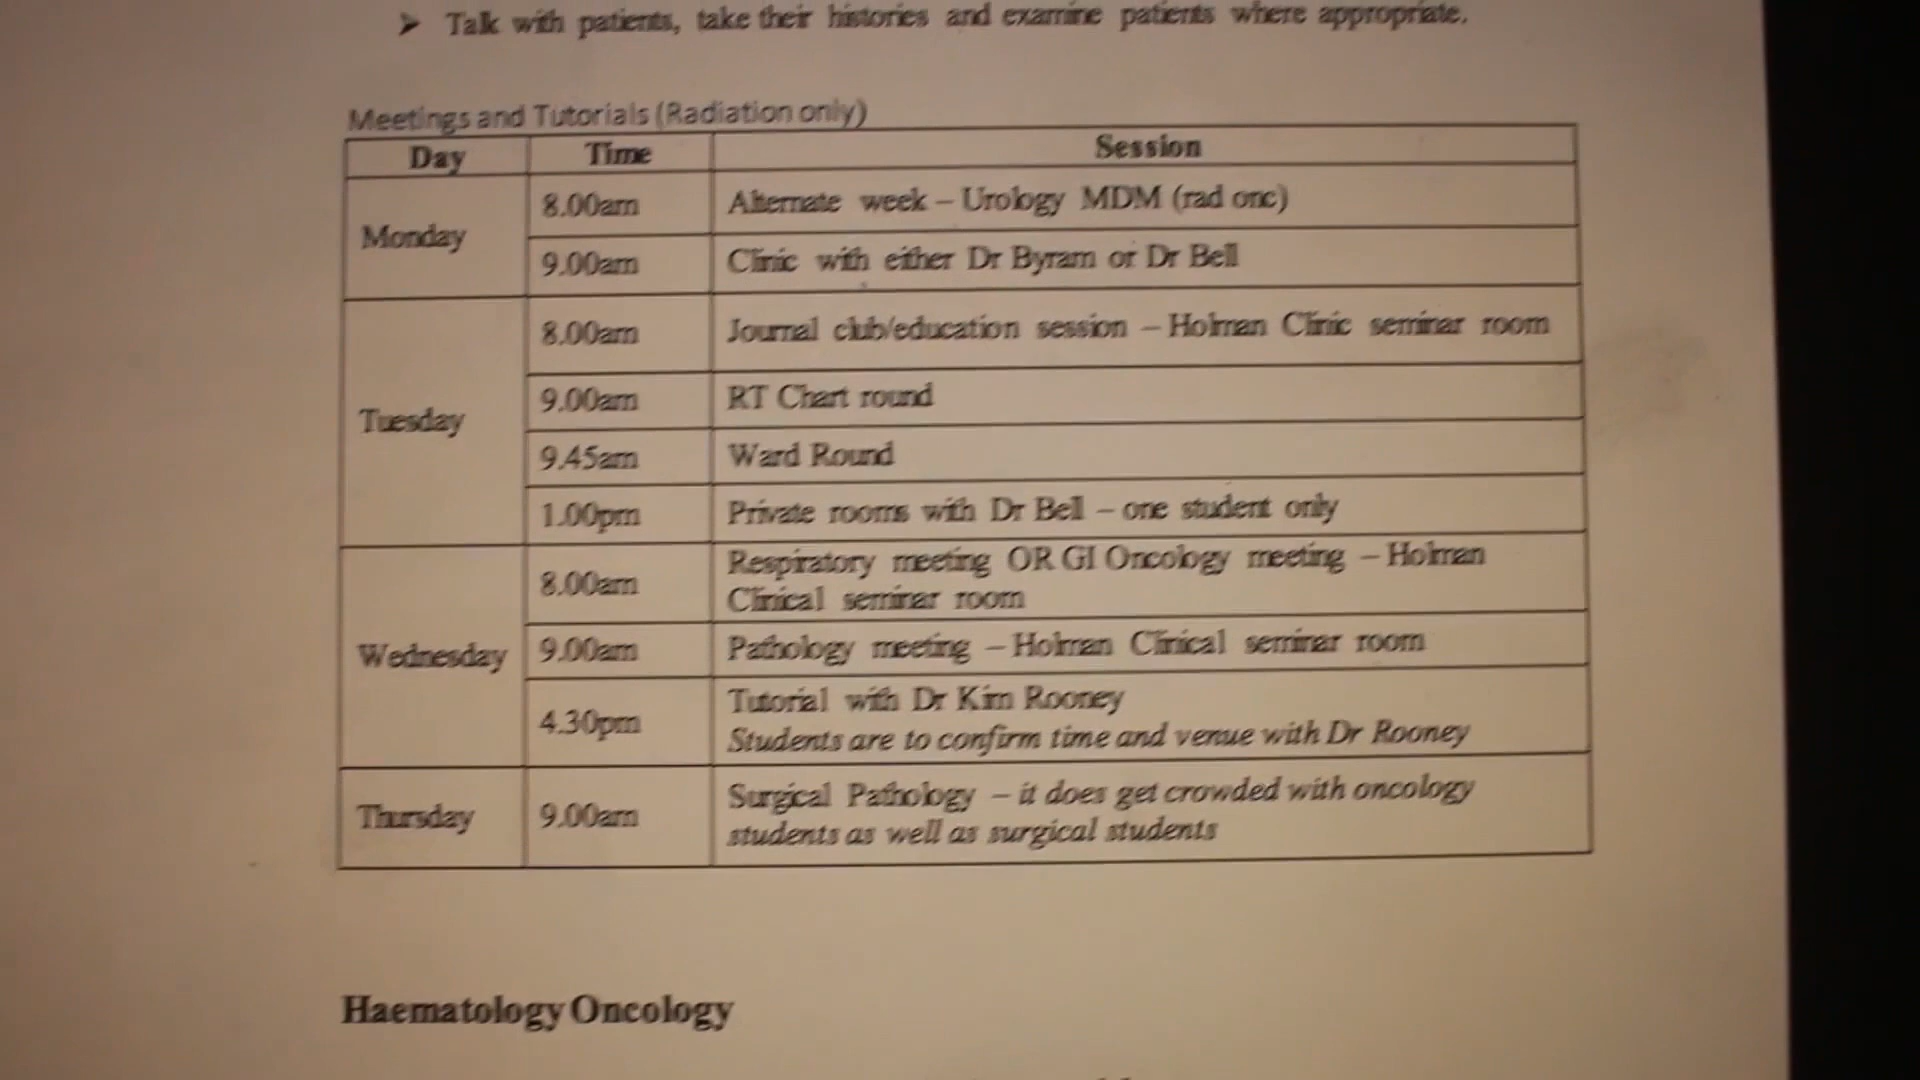 ➤ Talk with patients, take their histories and examine patients where appropriate.
Meetings and Tutorials (Radiation only)
Day Time Session
Monday
8.00am Alternate week – Urology MDM (rad onc)
9.00am Clinic with either Dr Byram or Dr Bell
Tuesday
8.00am Journal club/education session – Holman Clinic seminar room
9.00am RT Chart round
9.45am Ward Round
1.00pm Private rooms with Dr Bell – one student only
Wednesday
8.00am Respiratory meeting OR GI Oncology meeting – Holman
Clinical seminar room
9.00am Pathology meeting – Holman Clinical seminar room
4.30pm Tutorial with Dr Kim Rooney
Students are to confirm time and venue with Dr Rooney
Thursday
9.00am Surgical Pathology – it does get crowded with oncology
students as well as surgical students
Haematology Oncology